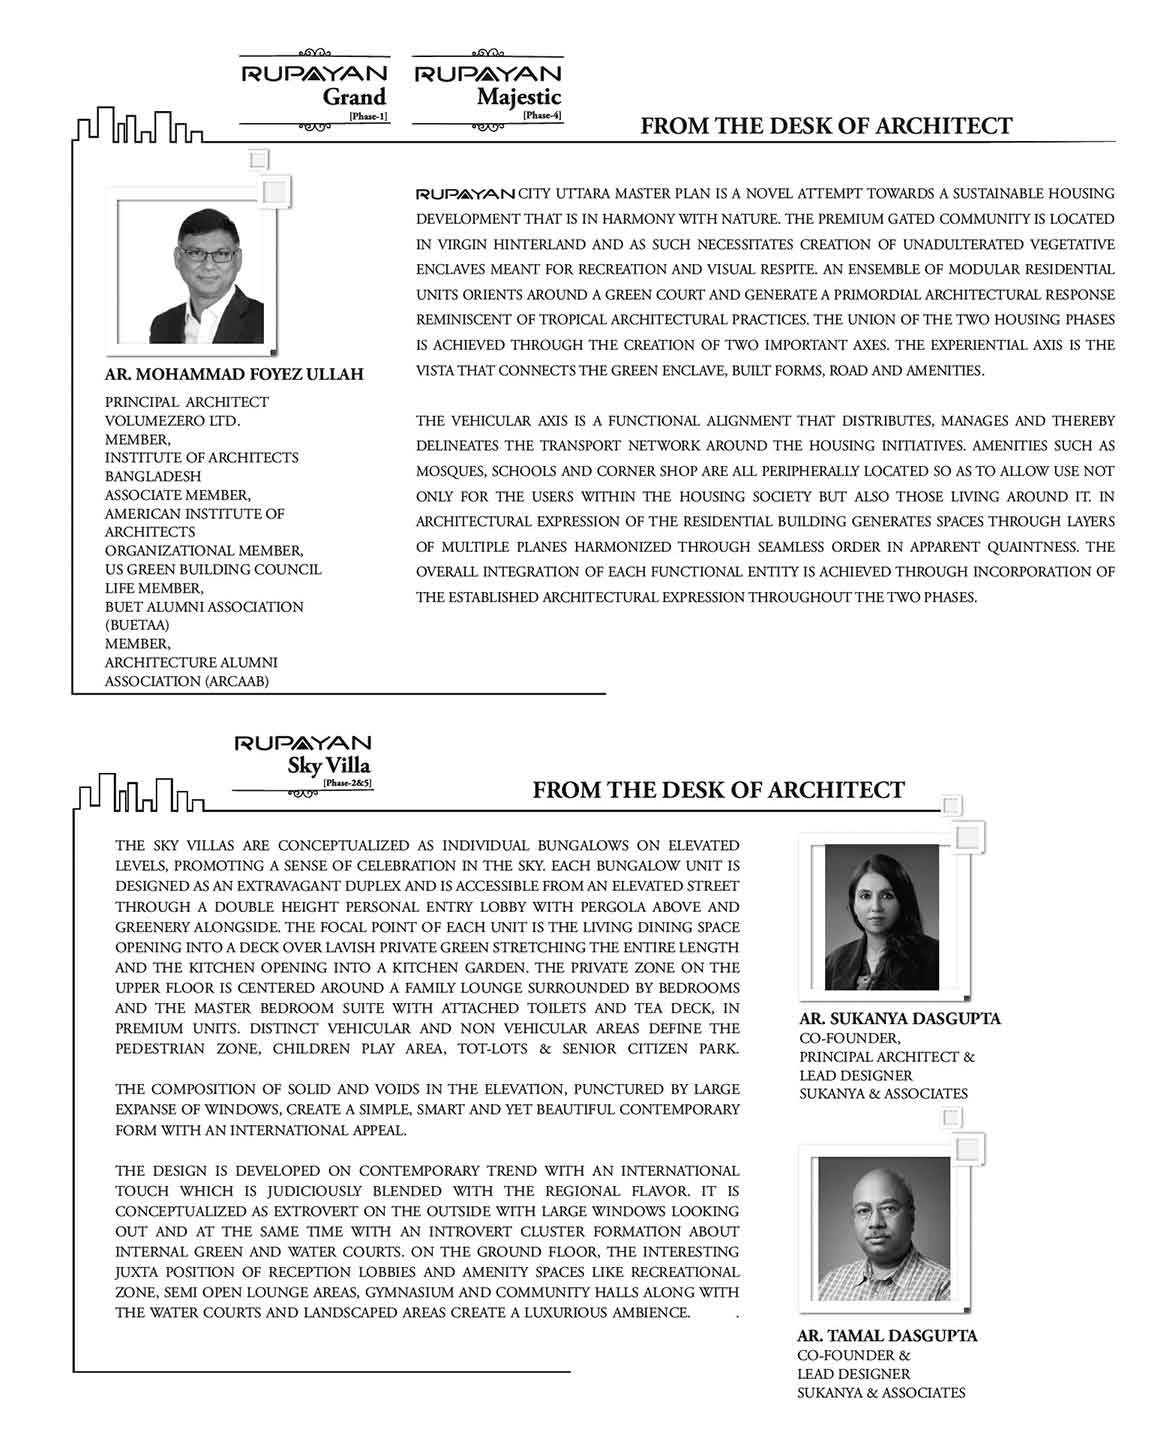 RUPAYAN
Grand
[Phase-1]
RUPAYAN
Majestic
[Phase-4]
FROM THE DESK OF ARCHITECT
AR. MOHAMMAD FOYEZ ULLAH
PRINCIPAL ARCHITECT
VOLUMEZERO LTD.
MEMBER,
INSTITUTE OF ARCHITECTS
BANGLADESH
ASSOCIATE MEMBER,
AMERICAN INSTITUTE OF
ARCHITECTS
ORGANIZATIONAL MEMBER,
US GREEN BUILDING COUNCIL
LIFE MEMBER,
BUET ALUMNI ASSOCIATION
(BUETAA)
MEMBER,
ARCHITECTURE ALUMNI
ASSOCIATION (ARCAAB)
RUPAYAN CITY UTTARA MASTER PLAN IS A NOVEL ATTEMPT TOWARDS A SUSTAINABLE HOUSING
DEVELOPMENT THAT IS IN HARMONY WITH NATURE. THE PREMIUM GATED COMMUNITY IS LOCATED
IN VIRGIN HINTERLAND AND AS SUCH NECESSITATES CREATION OF UNADULTERATED VEGETATIVE
ENCLAVES MEANT FOR RECREATION AND VISUAL RESPITE. AN ENSEMBLE OF MODULAR RESIDENTIAL
UNITS ORIENTS AROUND A GREEN COURT AND GENERATE A PRIMORDIAL ARCHITECTURAL RESPONSE
REMINISCENT OF TROPICAL ARCHITECTURAL PRACTICES. THE UNION OF THE TWO HOUSING PHASES
IS ACHIEVED THROUGH THE CREATION OF TWO IMPORTANT AXES. THE EXPERIENTIAL AXIS IS THE
VISTA THAT CONNECTS THE GREEN ENCLAVE, BUILT FORMS, ROAD AND AMENITIES.
THE VEHICULAR AXIS IS A FUNCTIONAL ALIGNMENT THAT DISTRIBUTES, MANAGES AND THEREBY
DELINEATES THE TRANSPORT NETWORK AROUND THE HOUSING INITIATIVES. AMENITIES SUCH AS
MOSQUES, SCHOOLS AND CORNER SHOP ARE ALL PERIPHERALLY LOCATED SO AS TO ALLOW USE NOT
ONLY FOR THE USERS WITHIN THE HOUSING SOCIETY BUT ALSO THOSE LIVING AROUND IT. IN
ARCHITECTURAL EXPRESSION OF THE RESIDENTIAL BUILDING GENERATES SPACES THROUGH LAYERS
OF MULTIPLE PLANES HARMONIZED THROUGH SEAMLESS ORDER IN APPARENT QUAINTNESS. THE
OVERALL INTEGRATION OF EACH FUNCTIONAL ENTITY IS ACHIEVED THROUGH INCORPORATION OF
THE ESTABLISHED ARCHITECTURAL EXPRESSION THROUGHOUT THE TWO PHASES.
RUPAYAN
Sky Villa
[Phase-2&5]
FROM THE DESK OF ARCHITECT
THE SKY VILLAS ARE CONCEPTUALIZED AS INDIVIDUAL BUNGALOWS ON ELEVATED
LEVELS, PROMOTING A SENSE OF CELEBRATION IN THE SKY. EACH BUNGALOW UNIT IS
DESIGNED AS AN EXTRAVAGANT DUPLEX AND IS ACCESSIBLE FROM AN ELEVATED STREET
THROUGH A DOUBLE HEIGHT PERSONAL ENTRY LOBBY WITH PERGOLA ABOVE AND
GREENERY ALONGSIDE. THE FOCAL POINT OF EACH UNIT IS THE LIVING DINING SPACE
OPENING INTO A DECK OVER LAVISH PRIVATE GREEN STRETCHING THE ENTIRE LENGTH
AND THE KITCHEN OPENING INTO A KITCHEN GARDEN. THE PRIVATE ZONE ON THE
UPPER FLOOR IS CENTERED AROUND A FAMILY LOUNGE SURROUNDED BY BEDROOMS
AND THE MASTER BEDROOM SUITE WITH ATTACHED TOILETS AND TEA DECK, IN
PREMIUM UNITS. DISTINCT VEHICULAR AND NON VEHICULAR AREAS DEFINE THE
PEDESTRIAN ZONE, CHILDREN PLAY AREA, TOT-LOTS & SENIOR CITIZEN PARK.
THE COMPOSITION OF SOLID AND VOIDS IN THE ELEVATION, PUNCTURED BY LARGE
EXPANSE OF WINDOWS, CREATE A SIMPLE, SMART AND YET BEAUTIFUL CONTEMPORARY
FORM WITH AN INTERNATIONAL APPEAL.
THE DESIGN IS DEVELOPED ON CONTEMPORARY TREND WITH AN INTERNATIONAL
TOUCH WHICH IS JUDICIOUSLY BLENDED WITH THE REGIONAL FLAVOR. IT IS
CONCEPTUALIZED AS EXTROVERT ON THE OUTSIDE WITH LARGE WINDOWS LOOKING
OUT AND AT THE SAME TIME WITH AN INTROVERT CLUSTER FORMATION ABOUT
INTERNAL GREEN AND WATER COURTS. ON THE GROUND FLOOR, THE INTERESTING
JUXTA POSITION OF RECEPTION LOBBIES AND AMENITY SPACES LIKE RECREATIONAL
ZONE, SEMI OPEN LOUNGE AREAS, GYMNASIUM AND COMMUNITY HALLS ALONG WITH
THE WATER COURTS AND LANDSCAPED AREAS CREATE A LUXURIOUS AMBIENCE. .
AR. SUKANYA DASGUPTA
CO-FOUNDER,
PRINCIPAL ARCHITECT &
LEAD DESIGNER
SUKANYA & ASSOCIATES
AR. TAMAL DASGUPTA
CO-FOUNDER &
LEAD DESIGNER
SUKANYA & ASSOCIATES